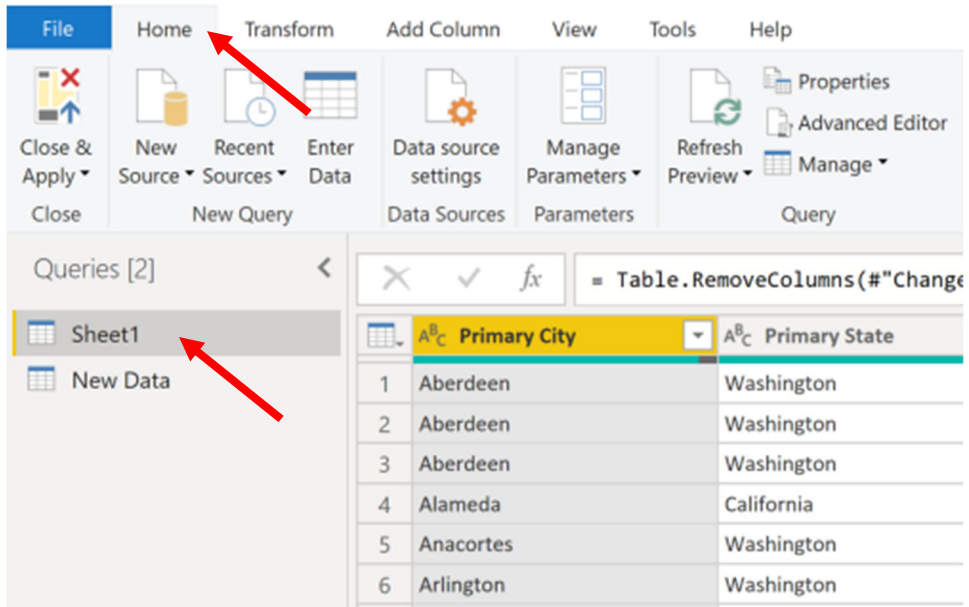 File Home Transform Add Column View Tools Help
Close & Apply
New Source
Recent Sources
Enter Data
Data source settings
Manage Parameters
Refresh Preview
Properties
Advanced Editor
Manage
Close
New Query
Data Sources
Parameters
Query
Queries [2]
fx
= Table.RemoveColumns(#"Change
Sheet1
New Data
ABC Primary City ABC Primary State
1 Aberdeen Washington
2 Aberdeen Washington
3 Aberdeen Washington
4 Alameda California
5 Anacortes Washington
6 Arlington Washington